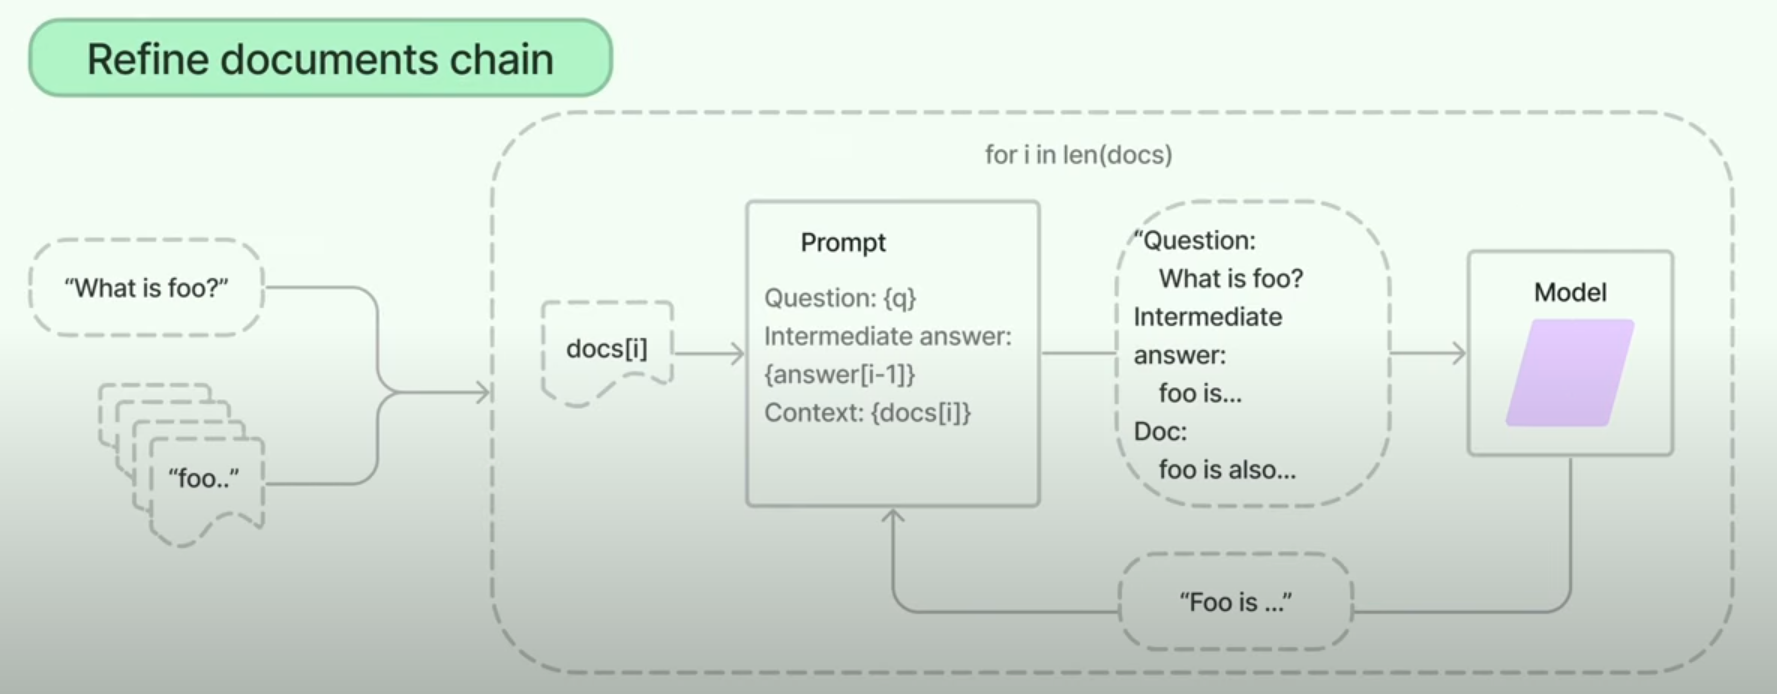 Refine documents chain
for i in len(docs)
“What is foo?”
“foo..”
docs[i]
Prompt
Question: {q}
Intermediate answer:
{answer[i-1]}
Context: {docs[i]}
“Question:
What is foo?
Intermediate
answer:
foo is...
Doc:
foo is also...
Model
“Foo is ...”